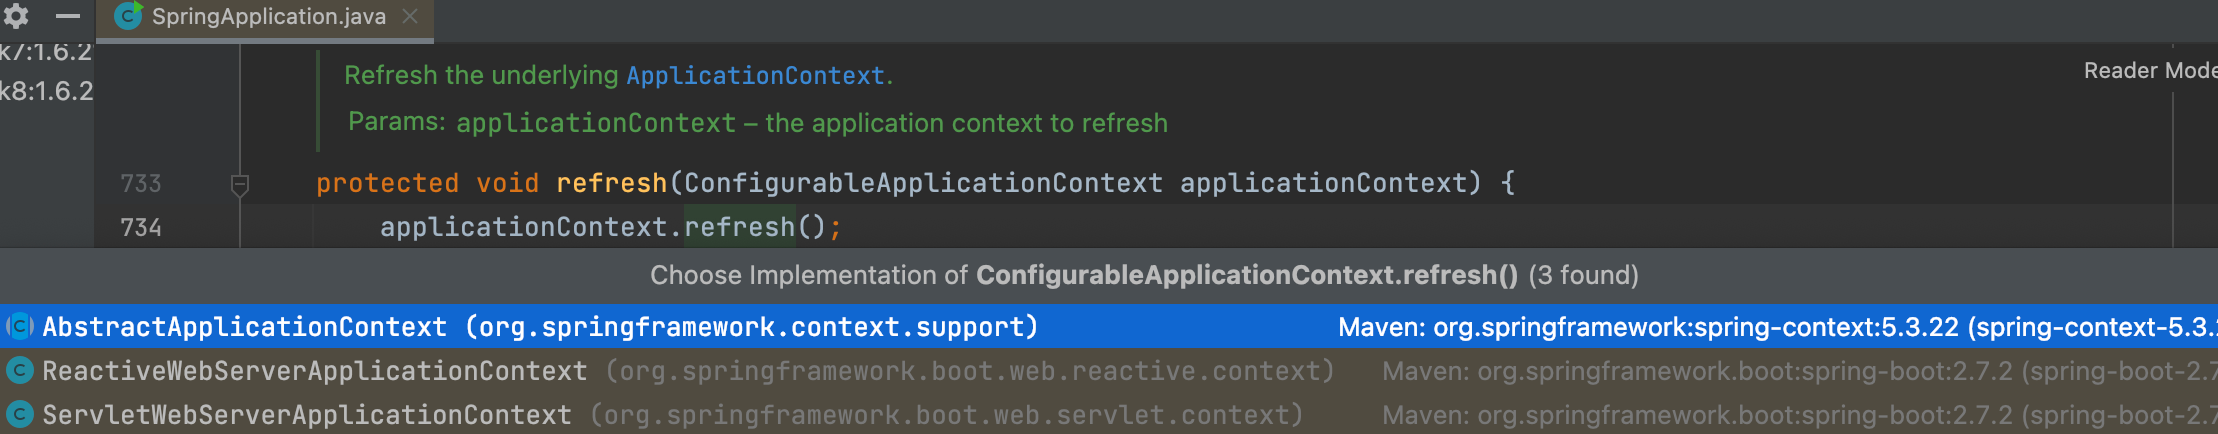 SpringApplication.java
k7:1.6.2
k8:1.6.2
Refresh the underlying ApplicationContext.
Reader Mode
Params: applicationContext – the application context to refresh
733 protected void refresh(ConfigurableApplicationContext applicationContext) {
734 applicationContext.refresh();
Choose Implementation of ConfigurableApplicationContext.refresh() (3 found)
AbstractApplicationContext (org.springframework.context.support) Maven: org.springframework:spring-context:5.3.22 (spring-context-5.3.2
ReactiveWebServerApplicationContext (org.springframework.boot.web.reactive.context) Maven: org.springframework.boot:spring-boot:2.7.2 (spring-boot-2.7
ServletWebServerApplicationContext (org.springframework.boot.web.servlet.context) Maven: org.springframework.boot:spring-boot:2.7.2 (spring-boot-2.7